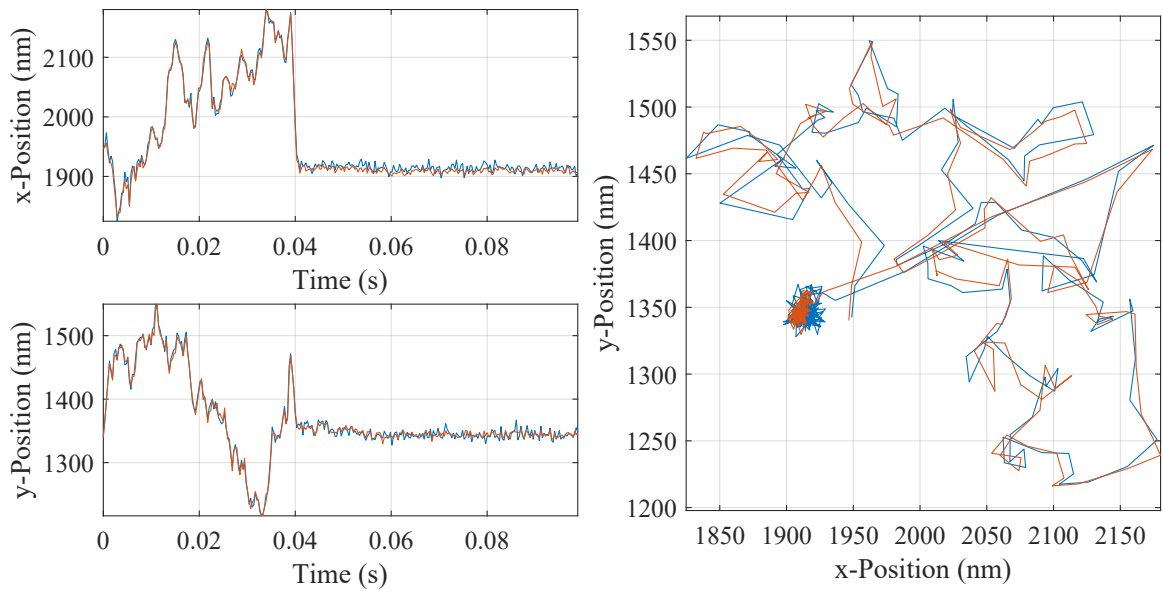 x-Position (nm)
2100
2000
1900
0 0.02 0.04 0.06 0.08
Time (s)
y-Position (nm)
1500
1400
1300
0 0.02 0.04 0.06 0.08
Time (s)
y-Position (nm)
1550
1500
1450
1400
1350
1300
1250
1200
1850 1900 1950 2000 2050 2100 2150
x-Position (nm)